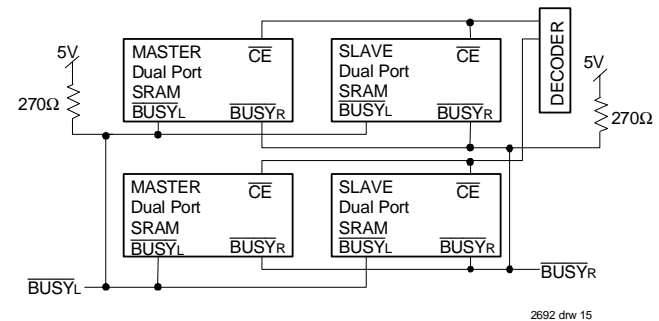 5V
270Ω
MASTER CE
Dual Port
SRAM
BUSYL BUSYR
SLAVE CE
Dual Port
SRAM
BUSYL BUSYR
DECODER
5V
270Ω
MASTER CE
Dual Port
SRAM
BUSYL BUSYR
SLAVE CE
Dual Port
SRAM
BUSYL BUSYR
BUSYL
BUSYR
2692 drw 15